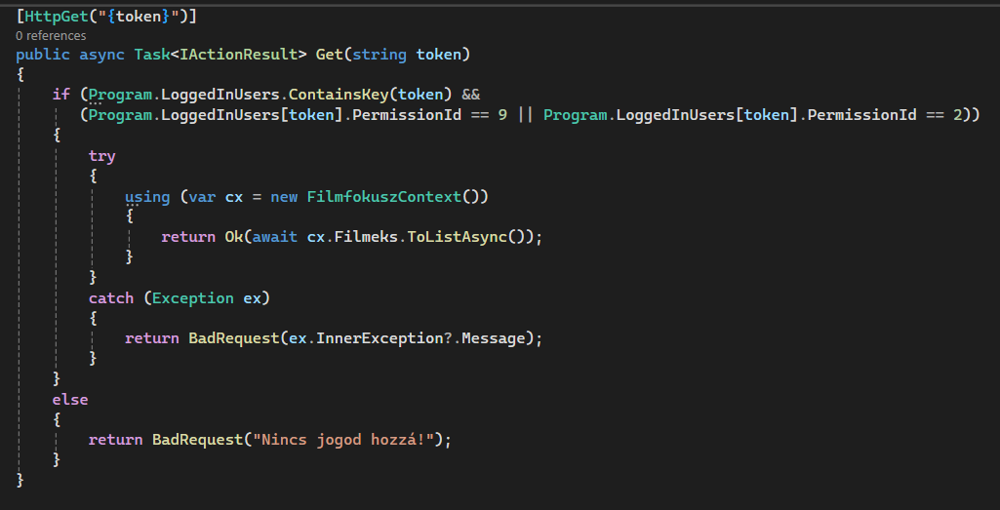 [HttpGet("{token}")]
0 references
public async Task<IActionResult> Get(string token)
{
if (Program.LoggedInUsers.ContainsKey(token) &&
(Program.LoggedInUsers[token].PermissionId == 9 || Program.LoggedInUsers[token].PermissionId == 2))
{
try
{
using (var cx = new FilmfokuszContext())
{
return Ok(await cx.Filmeks.ToListAsync());
}
}
catch (Exception ex)
{
return BadRequest(ex.InnerException?.Message);
}
}
else
{
return BadRequest("Nincs jogod hozzá!");
}
}